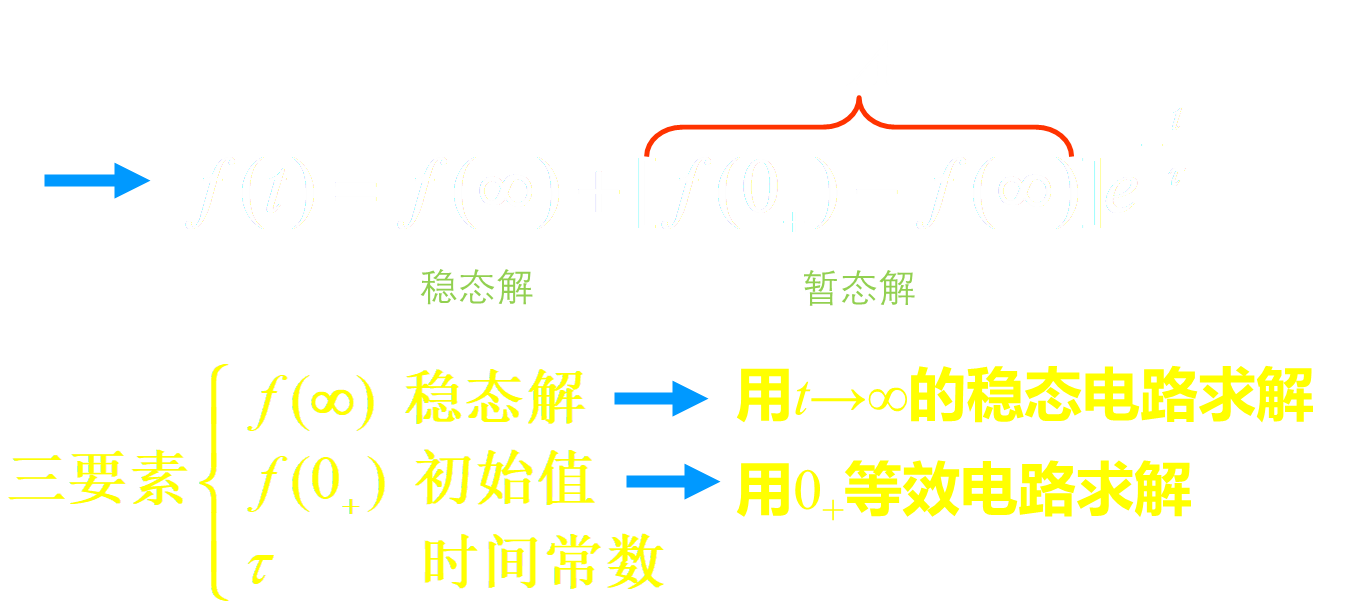 f(t) = f(∞) + [f(0₊) − f(∞)]e^(−t/τ)
稳态解 暂态解
f(∞) 稳态解 → 用t→∞的稳态电路求解
三要素 { f(0₊) 初始值 → 用0₊等效电路求解
τ 时间常数